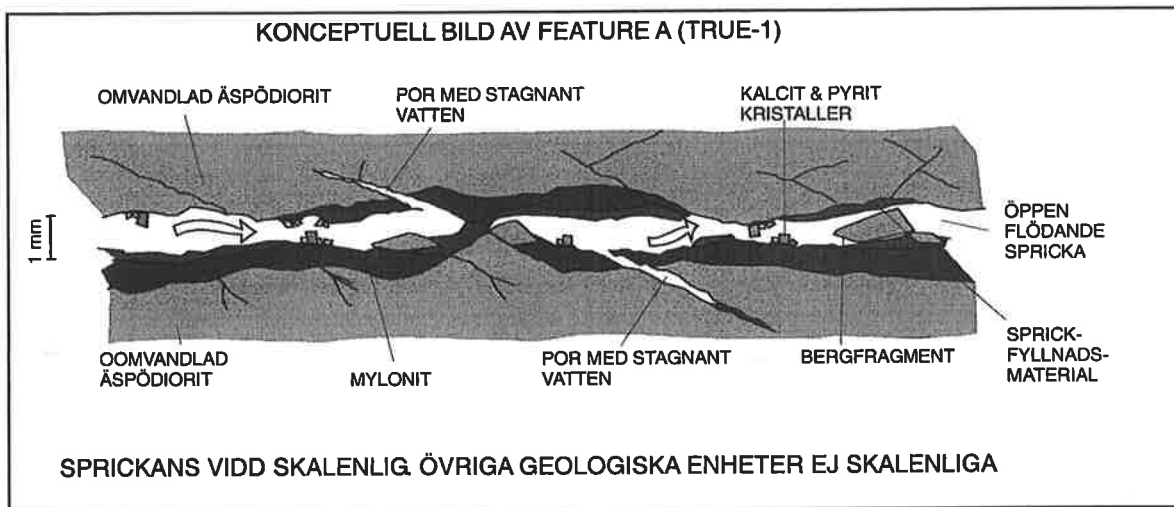 KONCEPTUELL BILD AV FEATURE A (TRUE-1)
OMVANDLAD ÄSPÖDIORIT
POR MED STAGNANT
VATTEN
KALCIT & PYRIT
KRISTALLER
1 mm
ÖPPEN
FLÖDANDE
SPRICKA
OOMVANDLAD
ÄSPÖDIORIT
MYLONIT
POR MED STAGNANT
VATTEN
BERGFRAGMENT
SPRICK-
FYLLNADS-
MATERIAL
SPRICKANS VIDD SKALENLIG. ÖVRIGA GEOLOGISKA ENHETER EJ SKALENLIGA